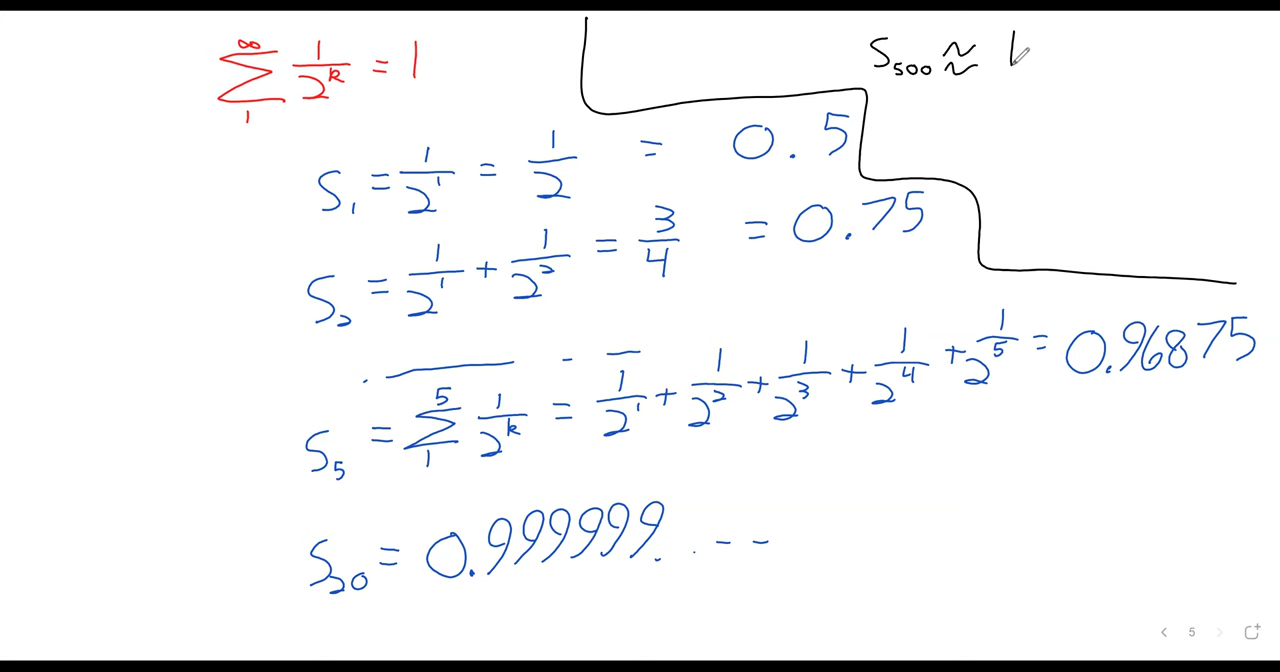 ∞
∑ 1/2^k = 1
1
S_500 ≈ 1
S_1 = 1/2^1 = 1/2 = 0.5
S_2 = 1/2^1 + 1/2^2 = 3/4 = 0.75
S_5 = ∑_1^5 1/2^k = 1/2^1 + 1/2^2 + 1/2^3 + 1/2^4 + 1/2^5 = 0.96875
S_20 = 0.999999. . - -
5